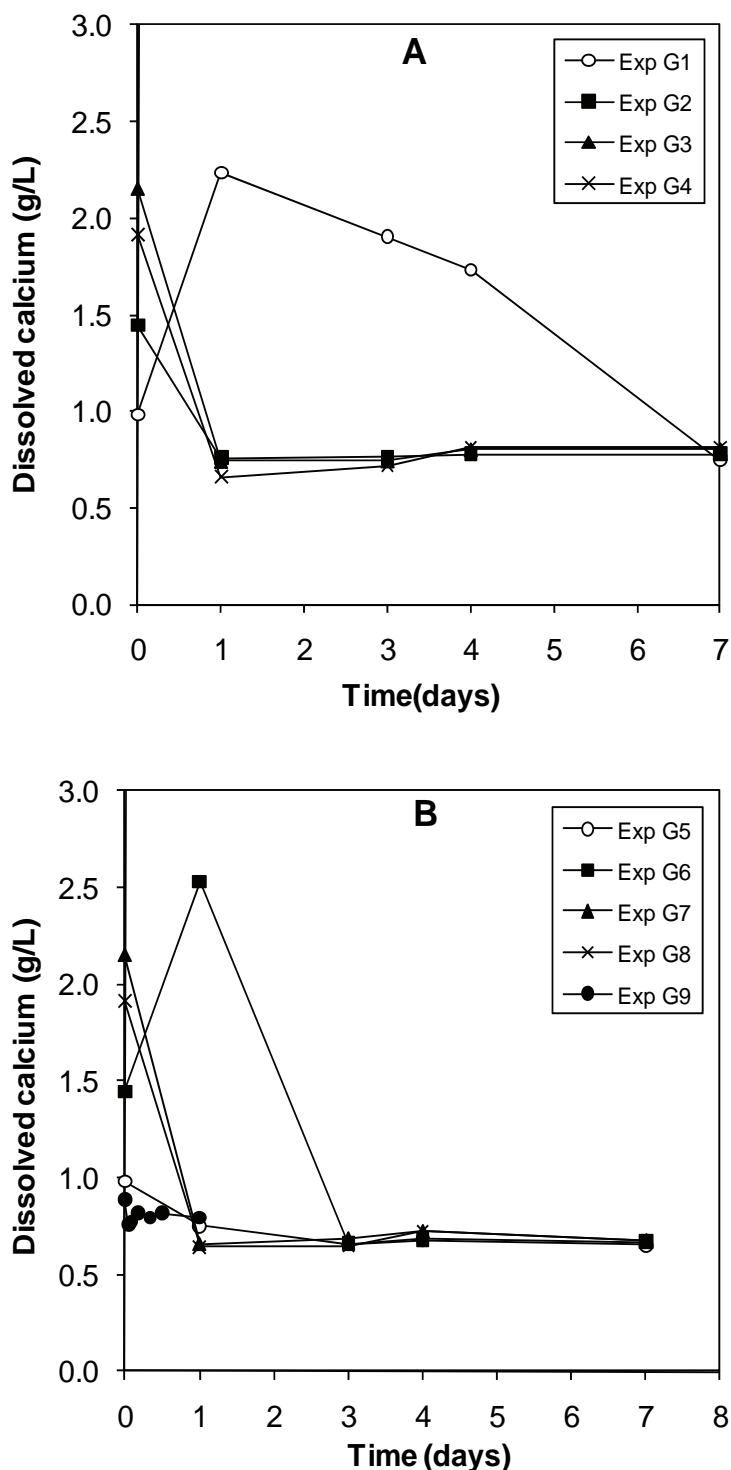 A
3.0
2.5
2.0
1.5
1.0
0.5
0.0
Dissolved calcium (g/L)
Exp G1
Exp G2
Exp G3
Exp G4
0 1 2 3 4 5 6 7
Time(days)
B
3.0
2.5
2.0
1.5
1.0
0.5
0.0
Dissolved calcium (g/L)
Exp G5
Exp G6
Exp G7
Exp G8
Exp G9
0 1 3 4 5 6 7 8
Time (days)